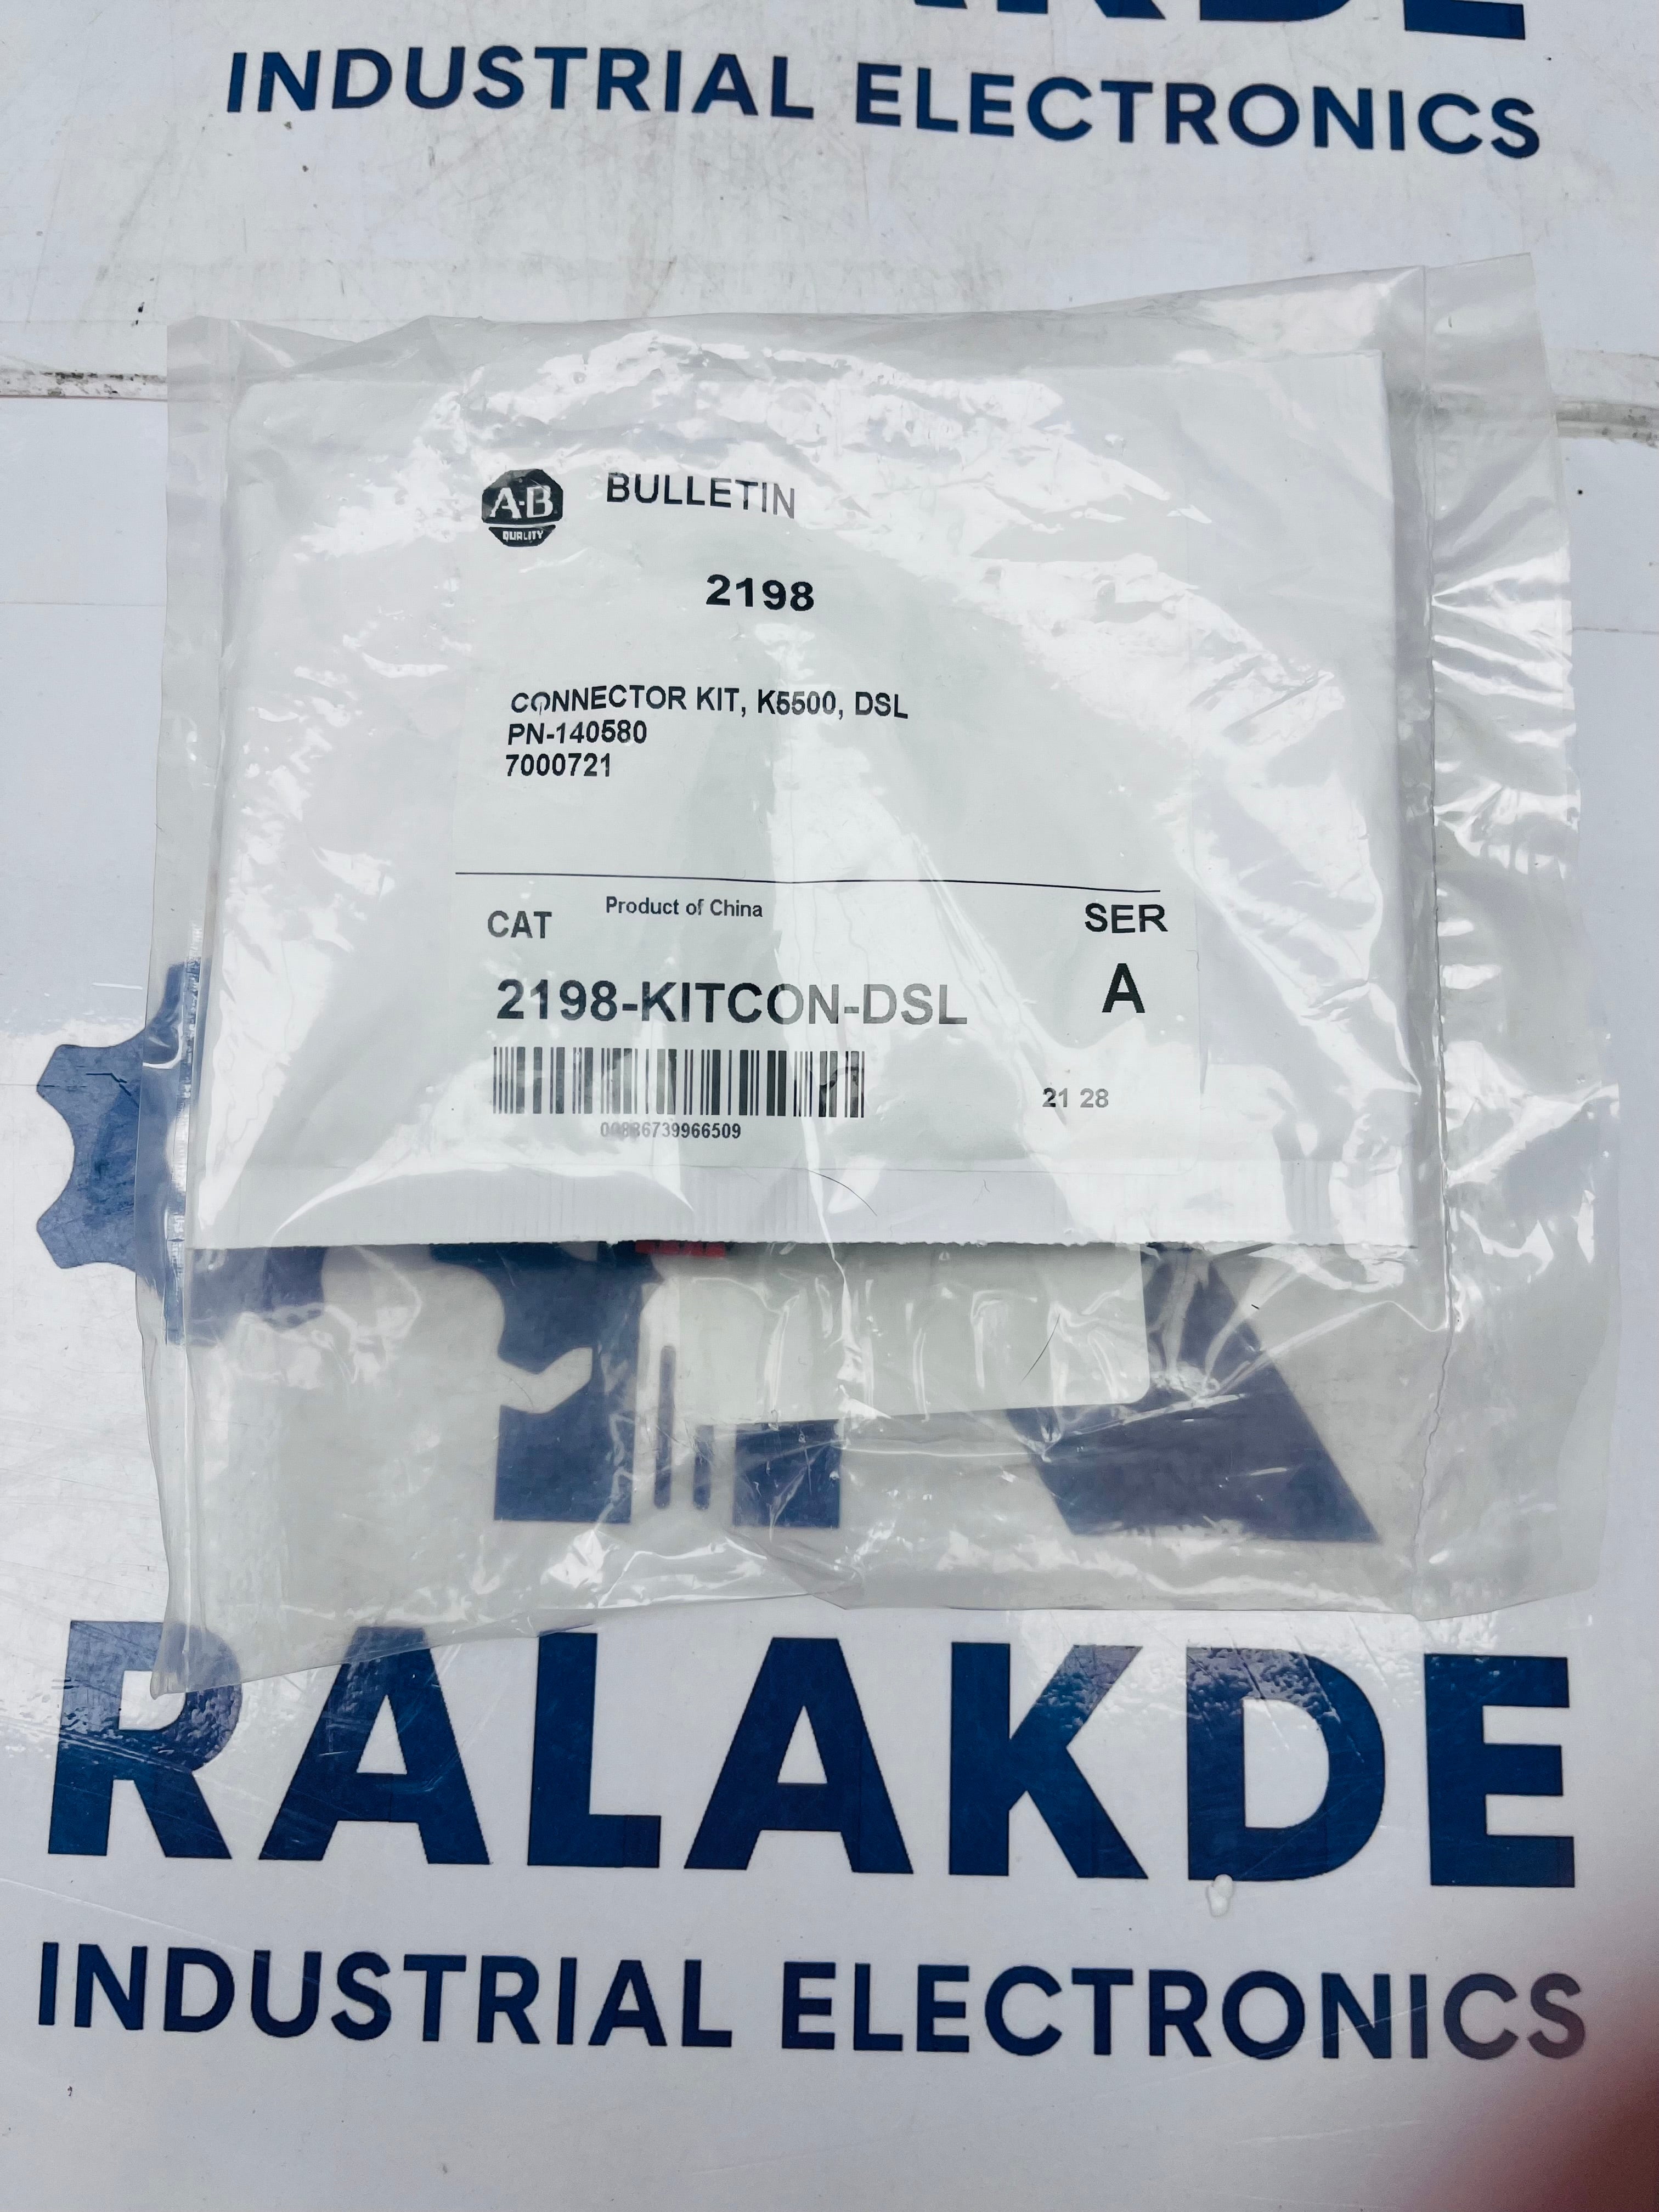 INDUSTRIAL ELECTRONICS
A-B
QUALITY
BULLETIN
2198
CONNECTOR KIT, K5500, DSL
PN-140580
7000721
Product of China
CAT
SER
2198-KITCON-DSL
A
21 28
00886739966509
RALAKDE
INDUSTRIAL ELECTRONICS